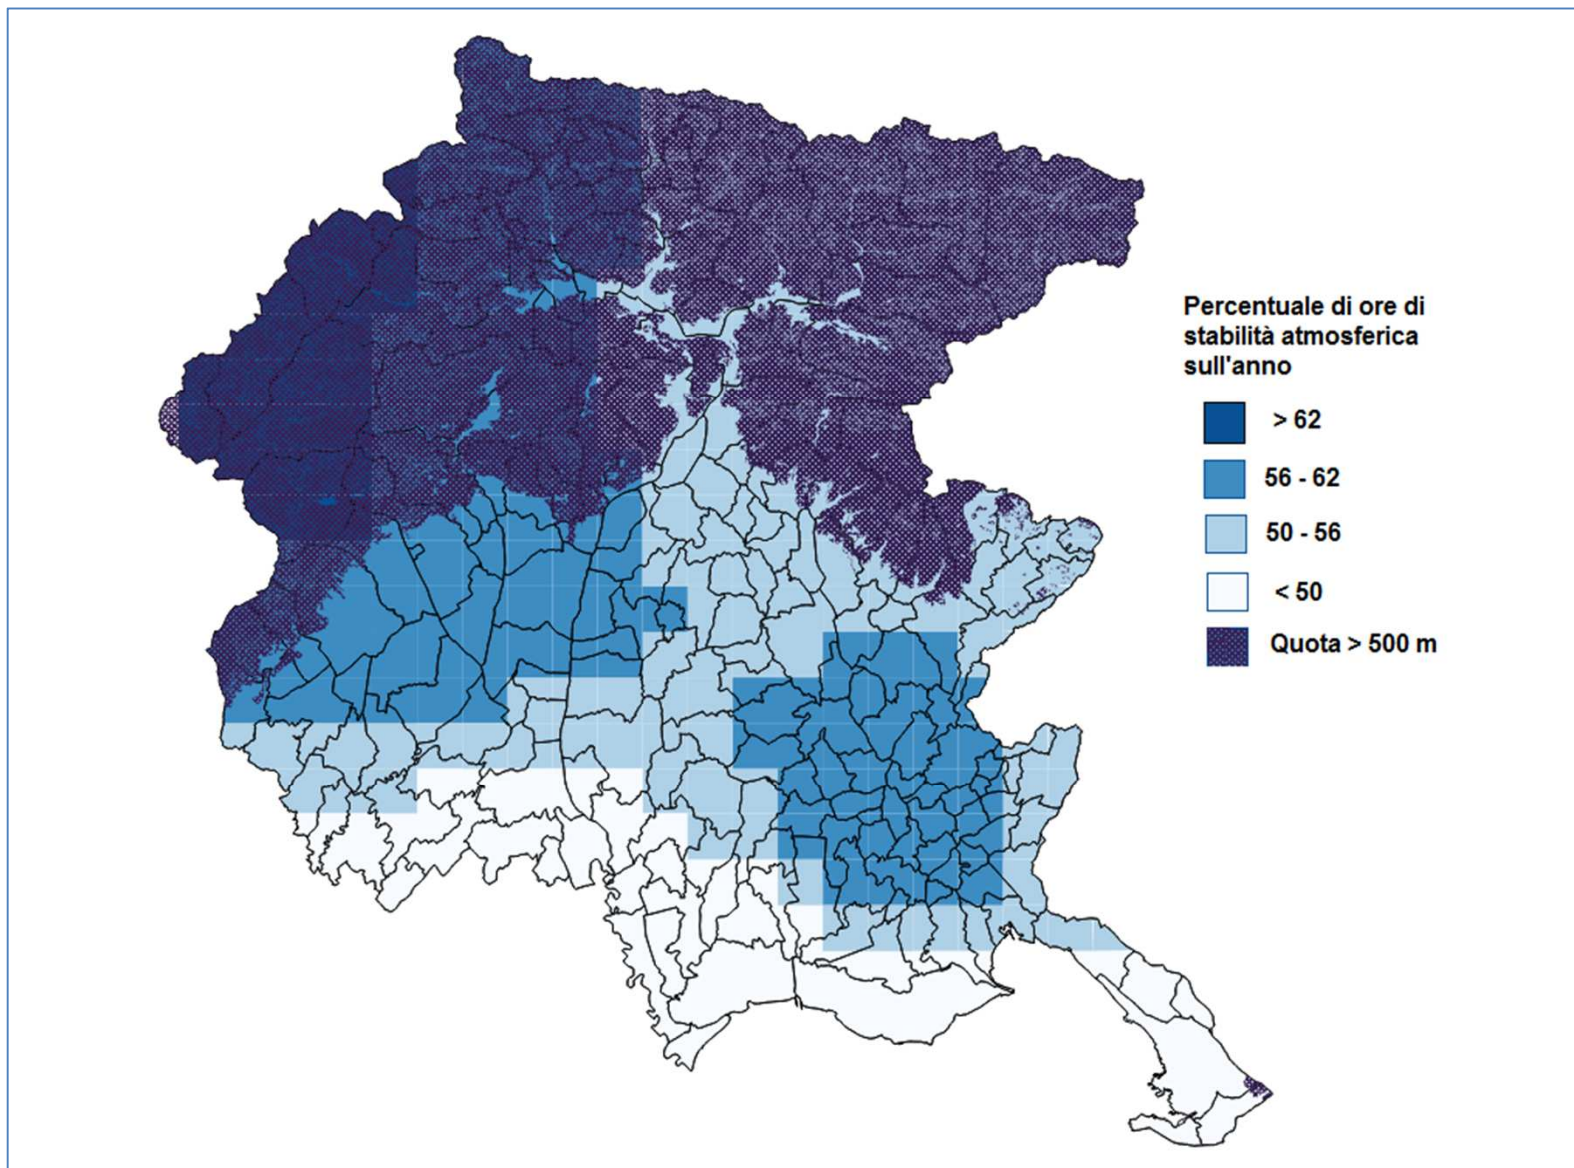 Percentuale di ore di
stabilità atmosferica
sull'anno
> 62
56 - 62
50 - 56
< 50
Quota > 500 m